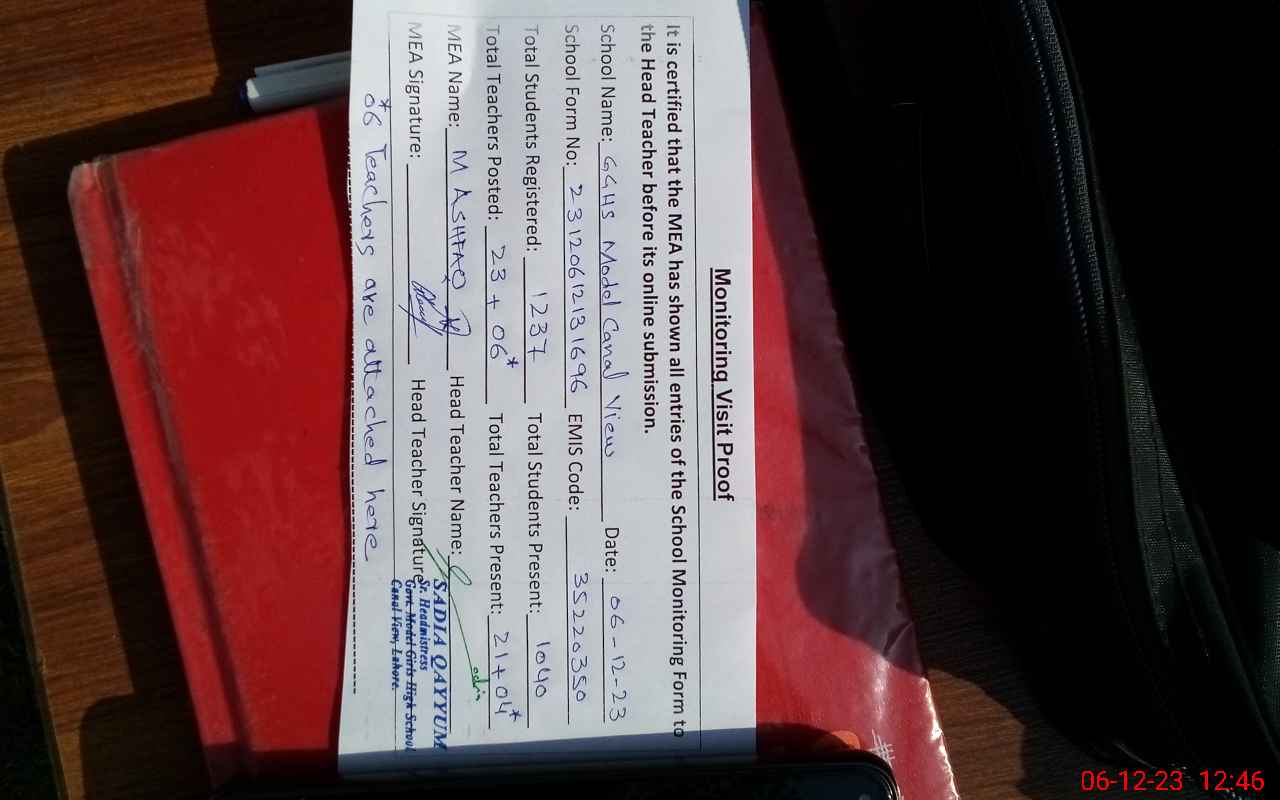 Monitoring Visit Proof
It is certified that the MEA has shown all entries of the School Monitoring Form to
the Head Teacher before its online submission.
School Name: GGHS Model Canal View Date: 06-12-23
School Form No: 23120612131696 EMIS Code: 35220350
Total Students Registered: 1237 Total Students Present: 1040
Total Teachers Posted: 23 + 06* Total Teachers Present: 21 + 04*
MEA Name: M ASHFAQ Head Teacher Name:
MEA Signature: Head Teacher Signature
SADIA QAYYUM
Sr. Headmistress
Govt. Model Girls High School
Canal View, Lahore.
*06 Teachers are attached here
06-12-23 12:46